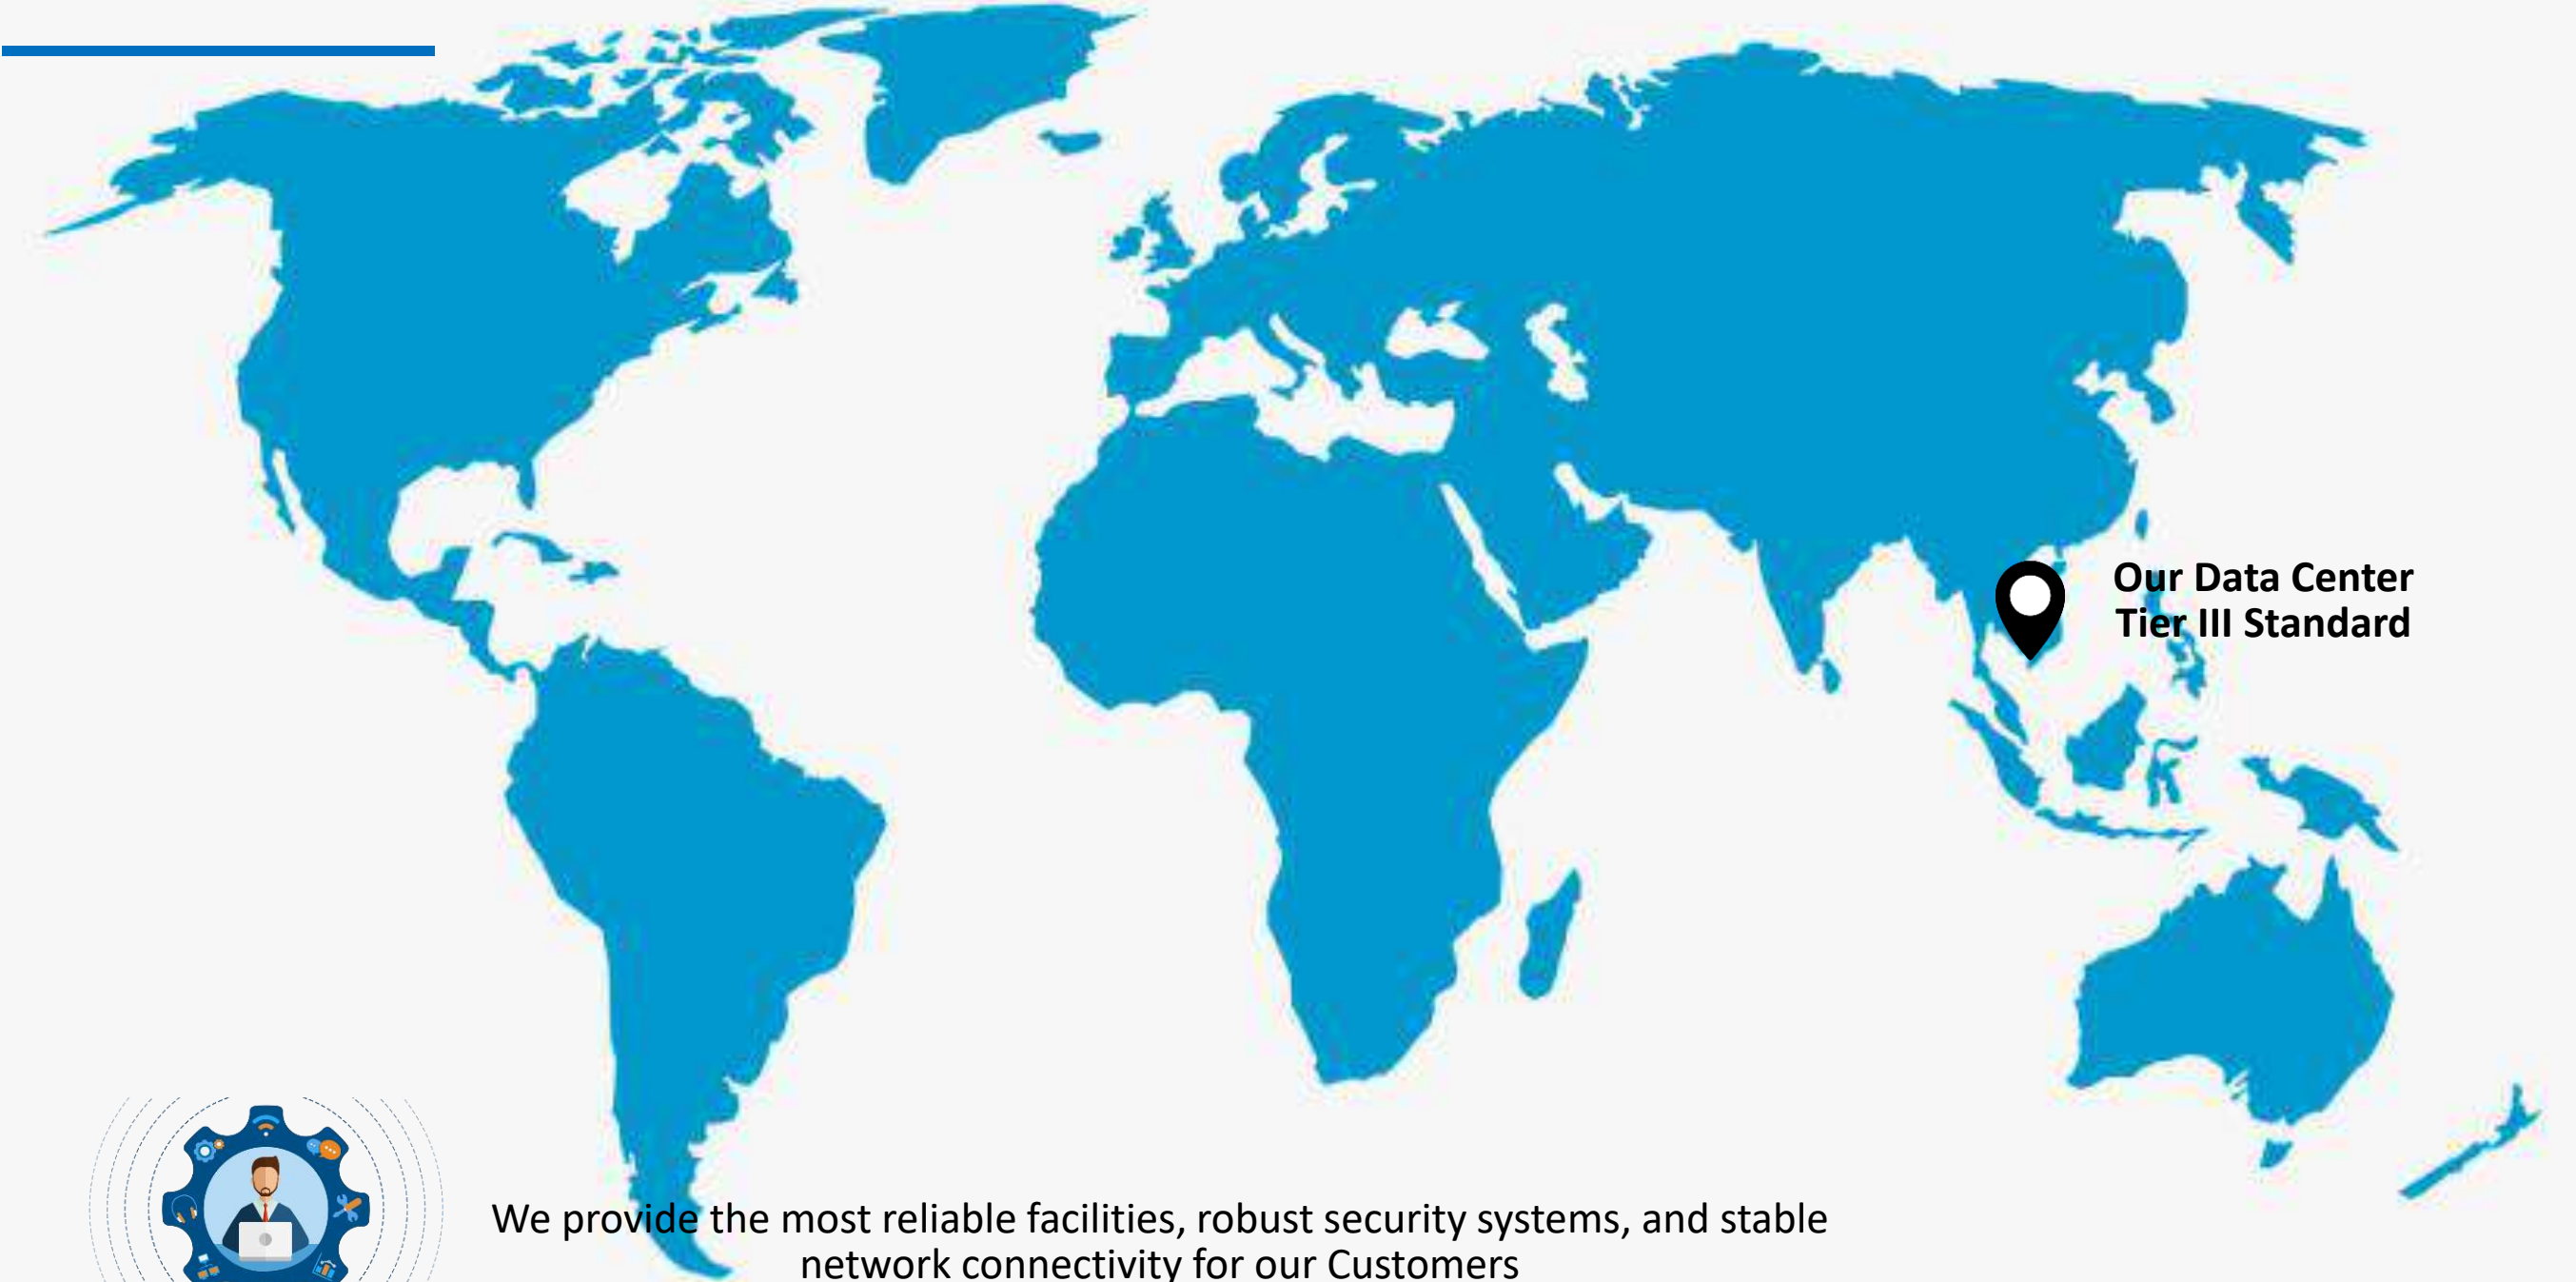 Our Data Center
Tier III Standard
We provide the most reliable facilities, robust security systems, and stable
network connectivity for our Customers